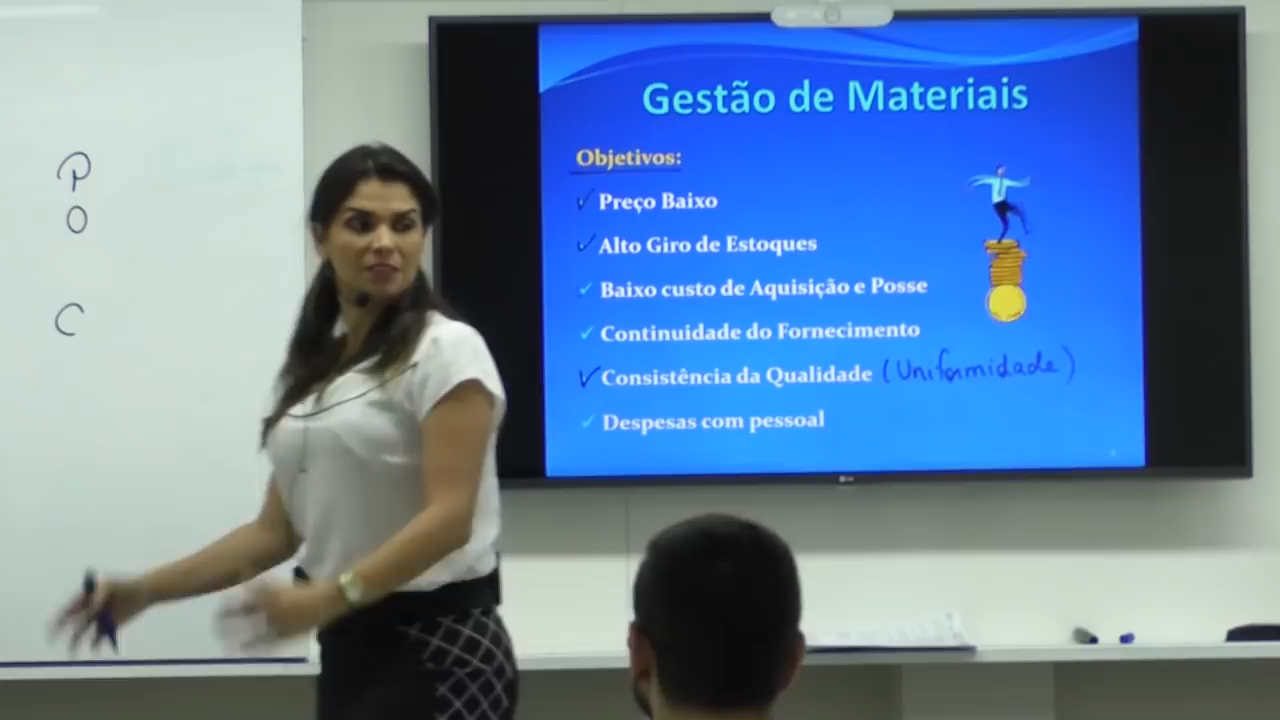 P
O
C
Gestão de Materiais
Objetivos:
Preço Baixo
Alto Giro de Estoques
Baixo custo de Aquisição e Posse
Continuidade do Fornecimento
Consistência da Qualidade (Uniformidade)
Despesas com pessoal
LG